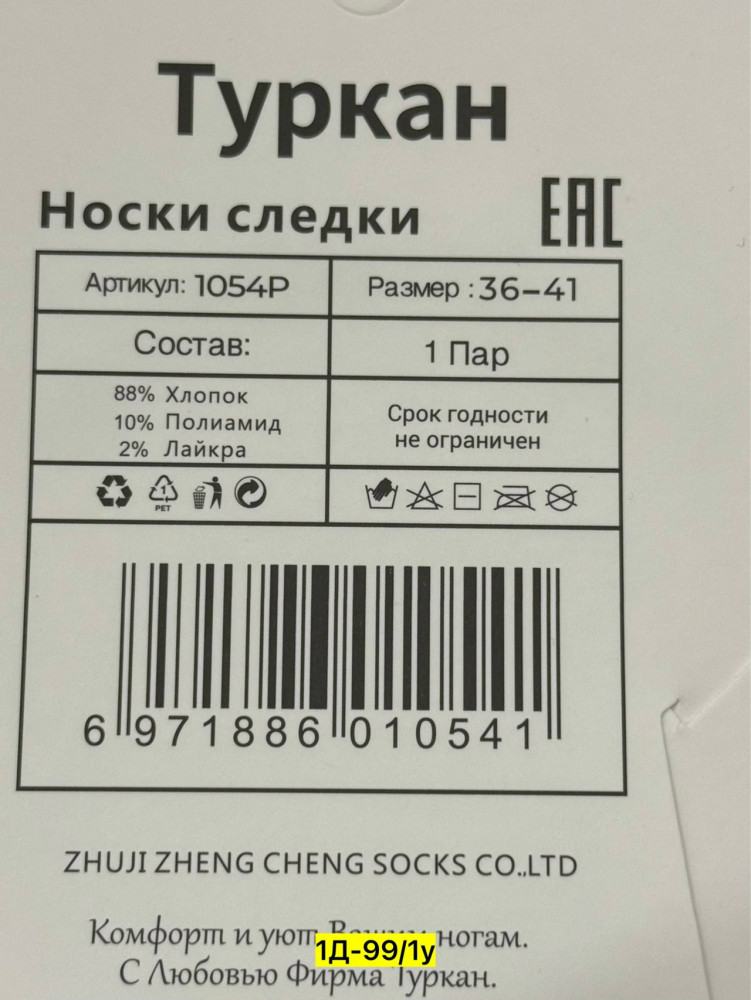 Туркан
Носки следки
EAC
Артикул: 1054P
Размер : 36–41
Состав:
1 Пар
88% Хлопок
10% Полиамид
2% Лайкра
Срок годности
не ограничен
1
PET
6 971886 010541
ZHUJI ZHENG CHENG SOCKS CO.,LTD
Комфорт и уют ногам.
1Д-99/1у
С Любовью Фирма Туркан.